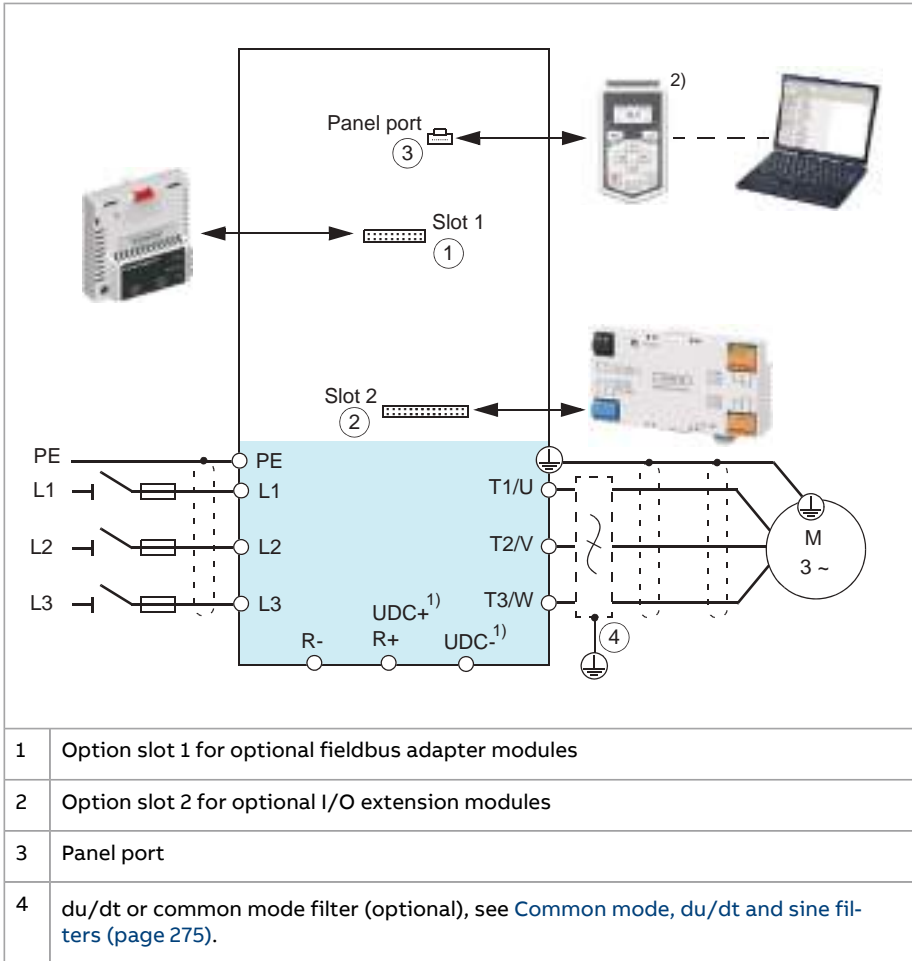 2)
Panel port
3
Slot 1
1
Slot 2
2
PE
PE
L1
L1
T1/U
L2
L2
T2/V
M
3 ~
L3
L3
T3/W
UDC+1)
R-
R+
UDC-1)
4
1 Option slot 1 for optional fieldbus adapter modules
2 Option slot 2 for optional I/O extension modules
3 Panel port
4 du/dt or common mode filter (optional), see Common mode, du/dt and sine fil-
ters (page 275).